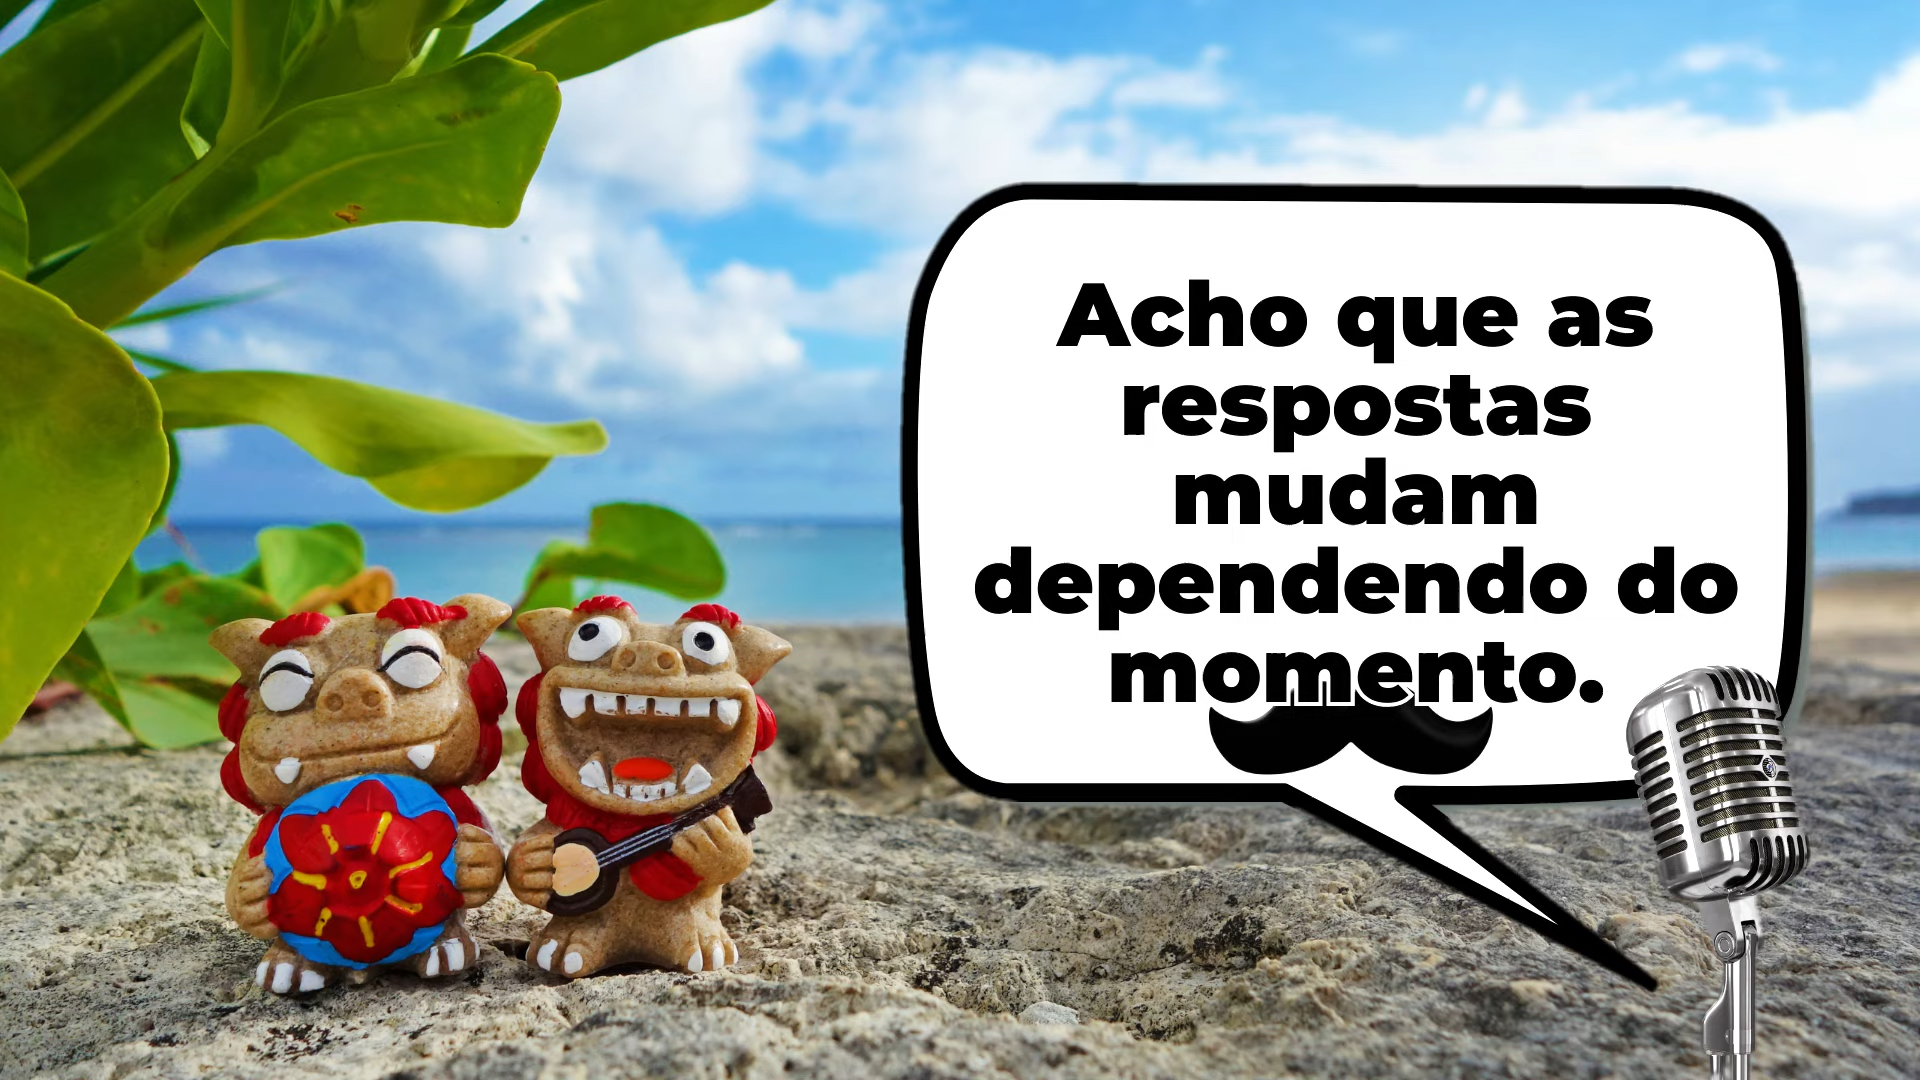 Acho que as
respostas
mudam
dependendo do
momento.